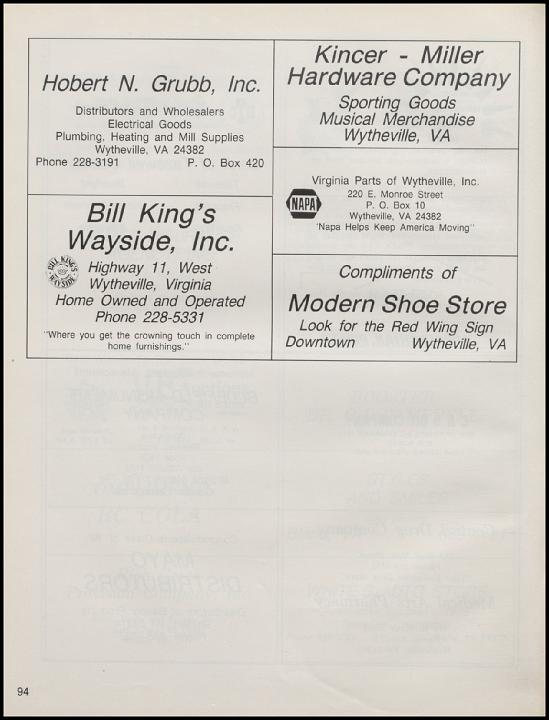 Hobert N. Grubb, Inc.
Distributors and Wholesalers
Electrical Goods
Plumbing, Heating and Mill Supplies
Wytheville, VA 24382
Phone 228-3191 P. O. Box 420
Bill King's
Wayside, Inc.
BILL KING'S
WAYSIDE
Highway 11, West
Wytheville, Virginia
Home Owned and Operated
Phone 228-5331
"Where you get the crowning touch in complete
home furnishings."
Kincer - Miller
Hardware Company
Sporting Goods
Musical Merchandise
Wytheville, VA
Virginia Parts of Wytheville, Inc.
NAPA
220 E. Monroe Street
P. O. Box 10
Wytheville, VA 24382
'Napa Helps Keep America Moving"
Compliments of
Modern Shoe Store
Look for the Red Wing Sign
Downtown Wytheville, VA
94